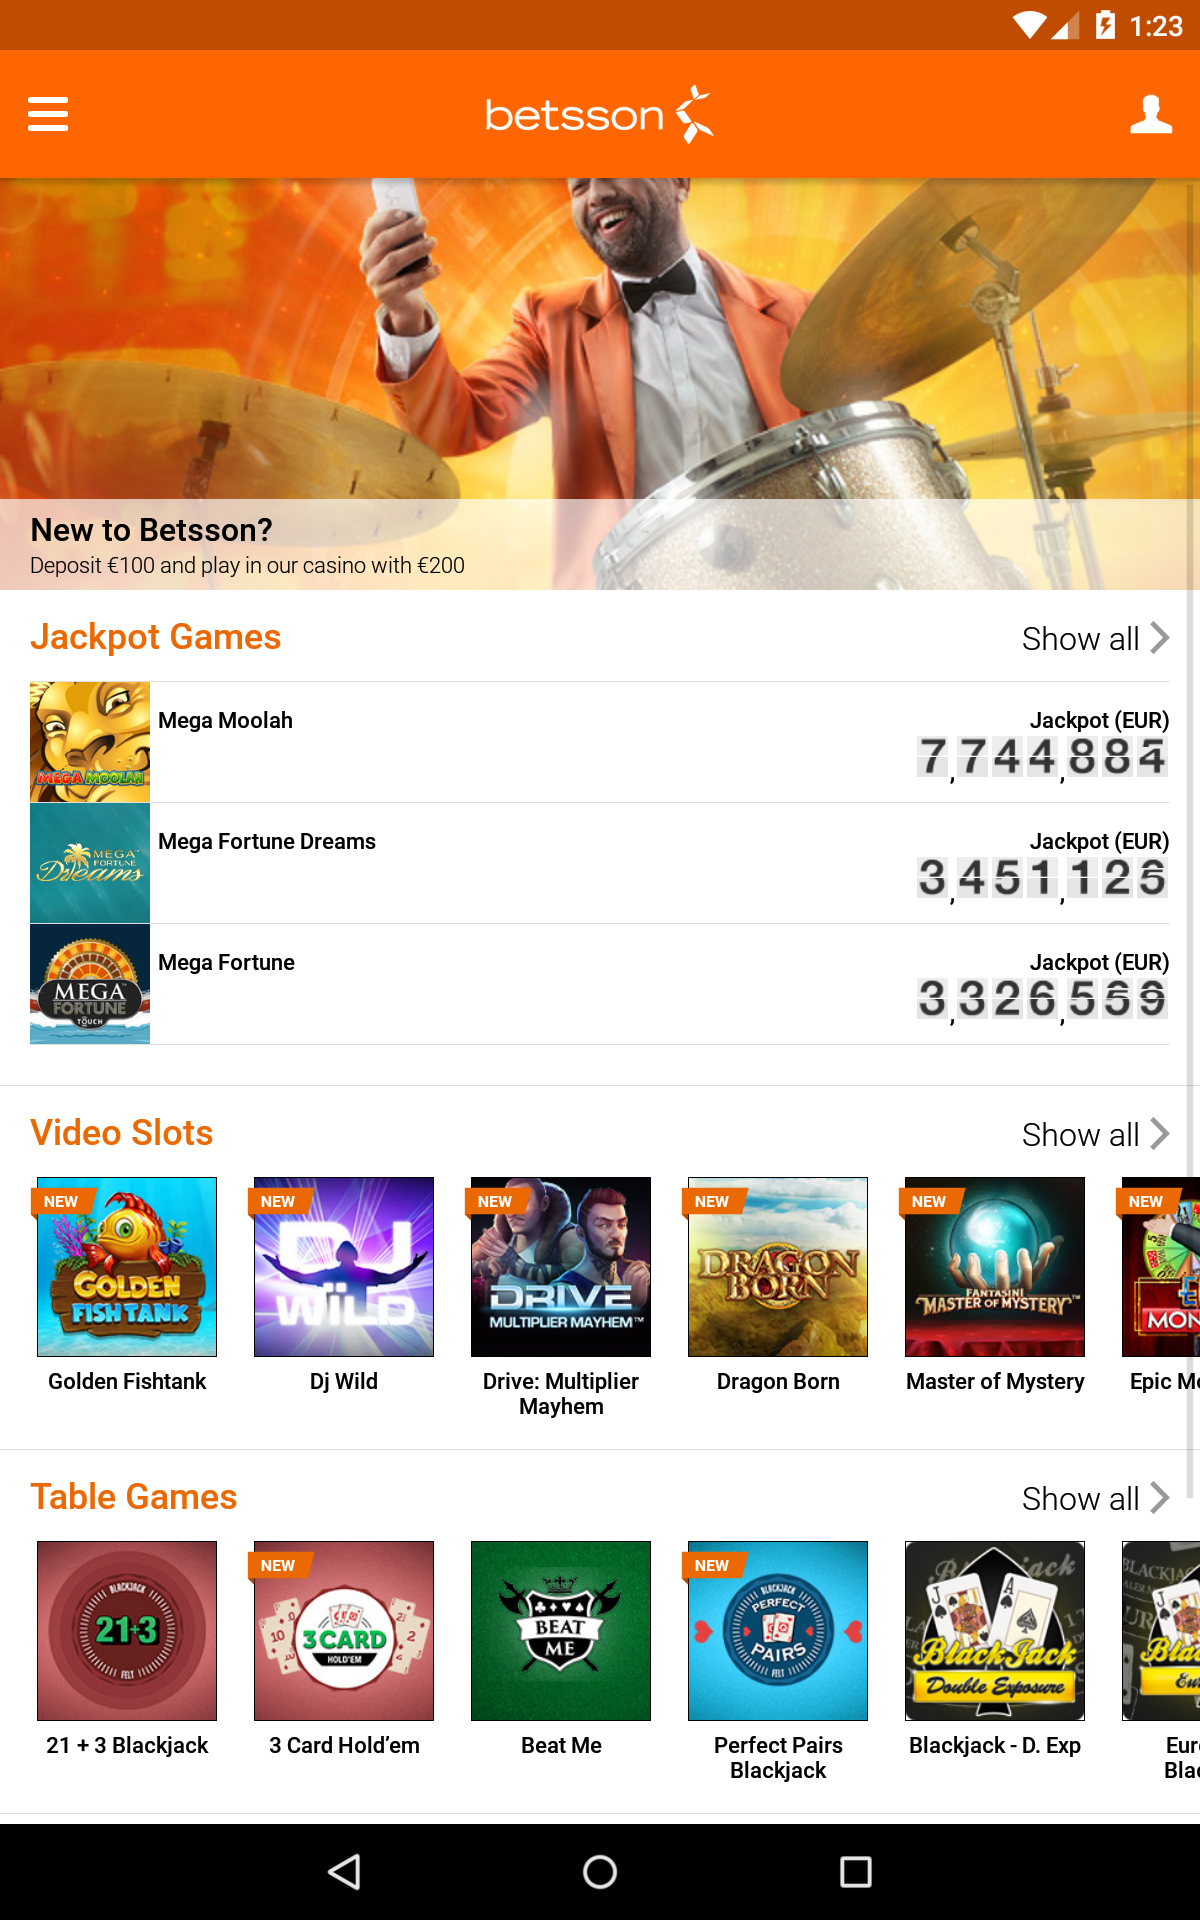 1:23
betsson
New to Betsson?
Deposit €100 and play in our casino with €200
Jackpot Games
Show all
MEGA MOOLAH
Mega Moolah
Jackpot (EUR)
7,744,884
MEGA FORTUNE Dreams
Mega Fortune Dreams
Jackpot (EUR)
3,451,126
MEGA FORTUNE TOUCH
Mega Fortune
Jackpot (EUR)
3,326,569
Video Slots
Show all
NEW
NEW
NEW
NEW
NEW
NEW
GOLDEN FISHTANK
DJ WILD
DRIVE
MULTIPLIER MAYHEM™
DRAGON BORN
FANTASINI
MASTER OF MYSTERY™
MON
Golden Fishtank
Dj Wild
Drive: Multiplier Mayhem
Dragon Born
Master of Mystery
Epic M
Table Games
Show all
NEW
NEW
BLACKJACK
21+3
FELT
3 CARD
HOLD'EM
BEAT ME
BLACKJACK
PERFECT PAIRS
FELT
BlackJack
Double Exposure
21 + 3 Blackjack
3 Card Hold’em
Beat Me
Perfect Pairs Blackjack
Blackjack - D. Exp
Eur
Bla